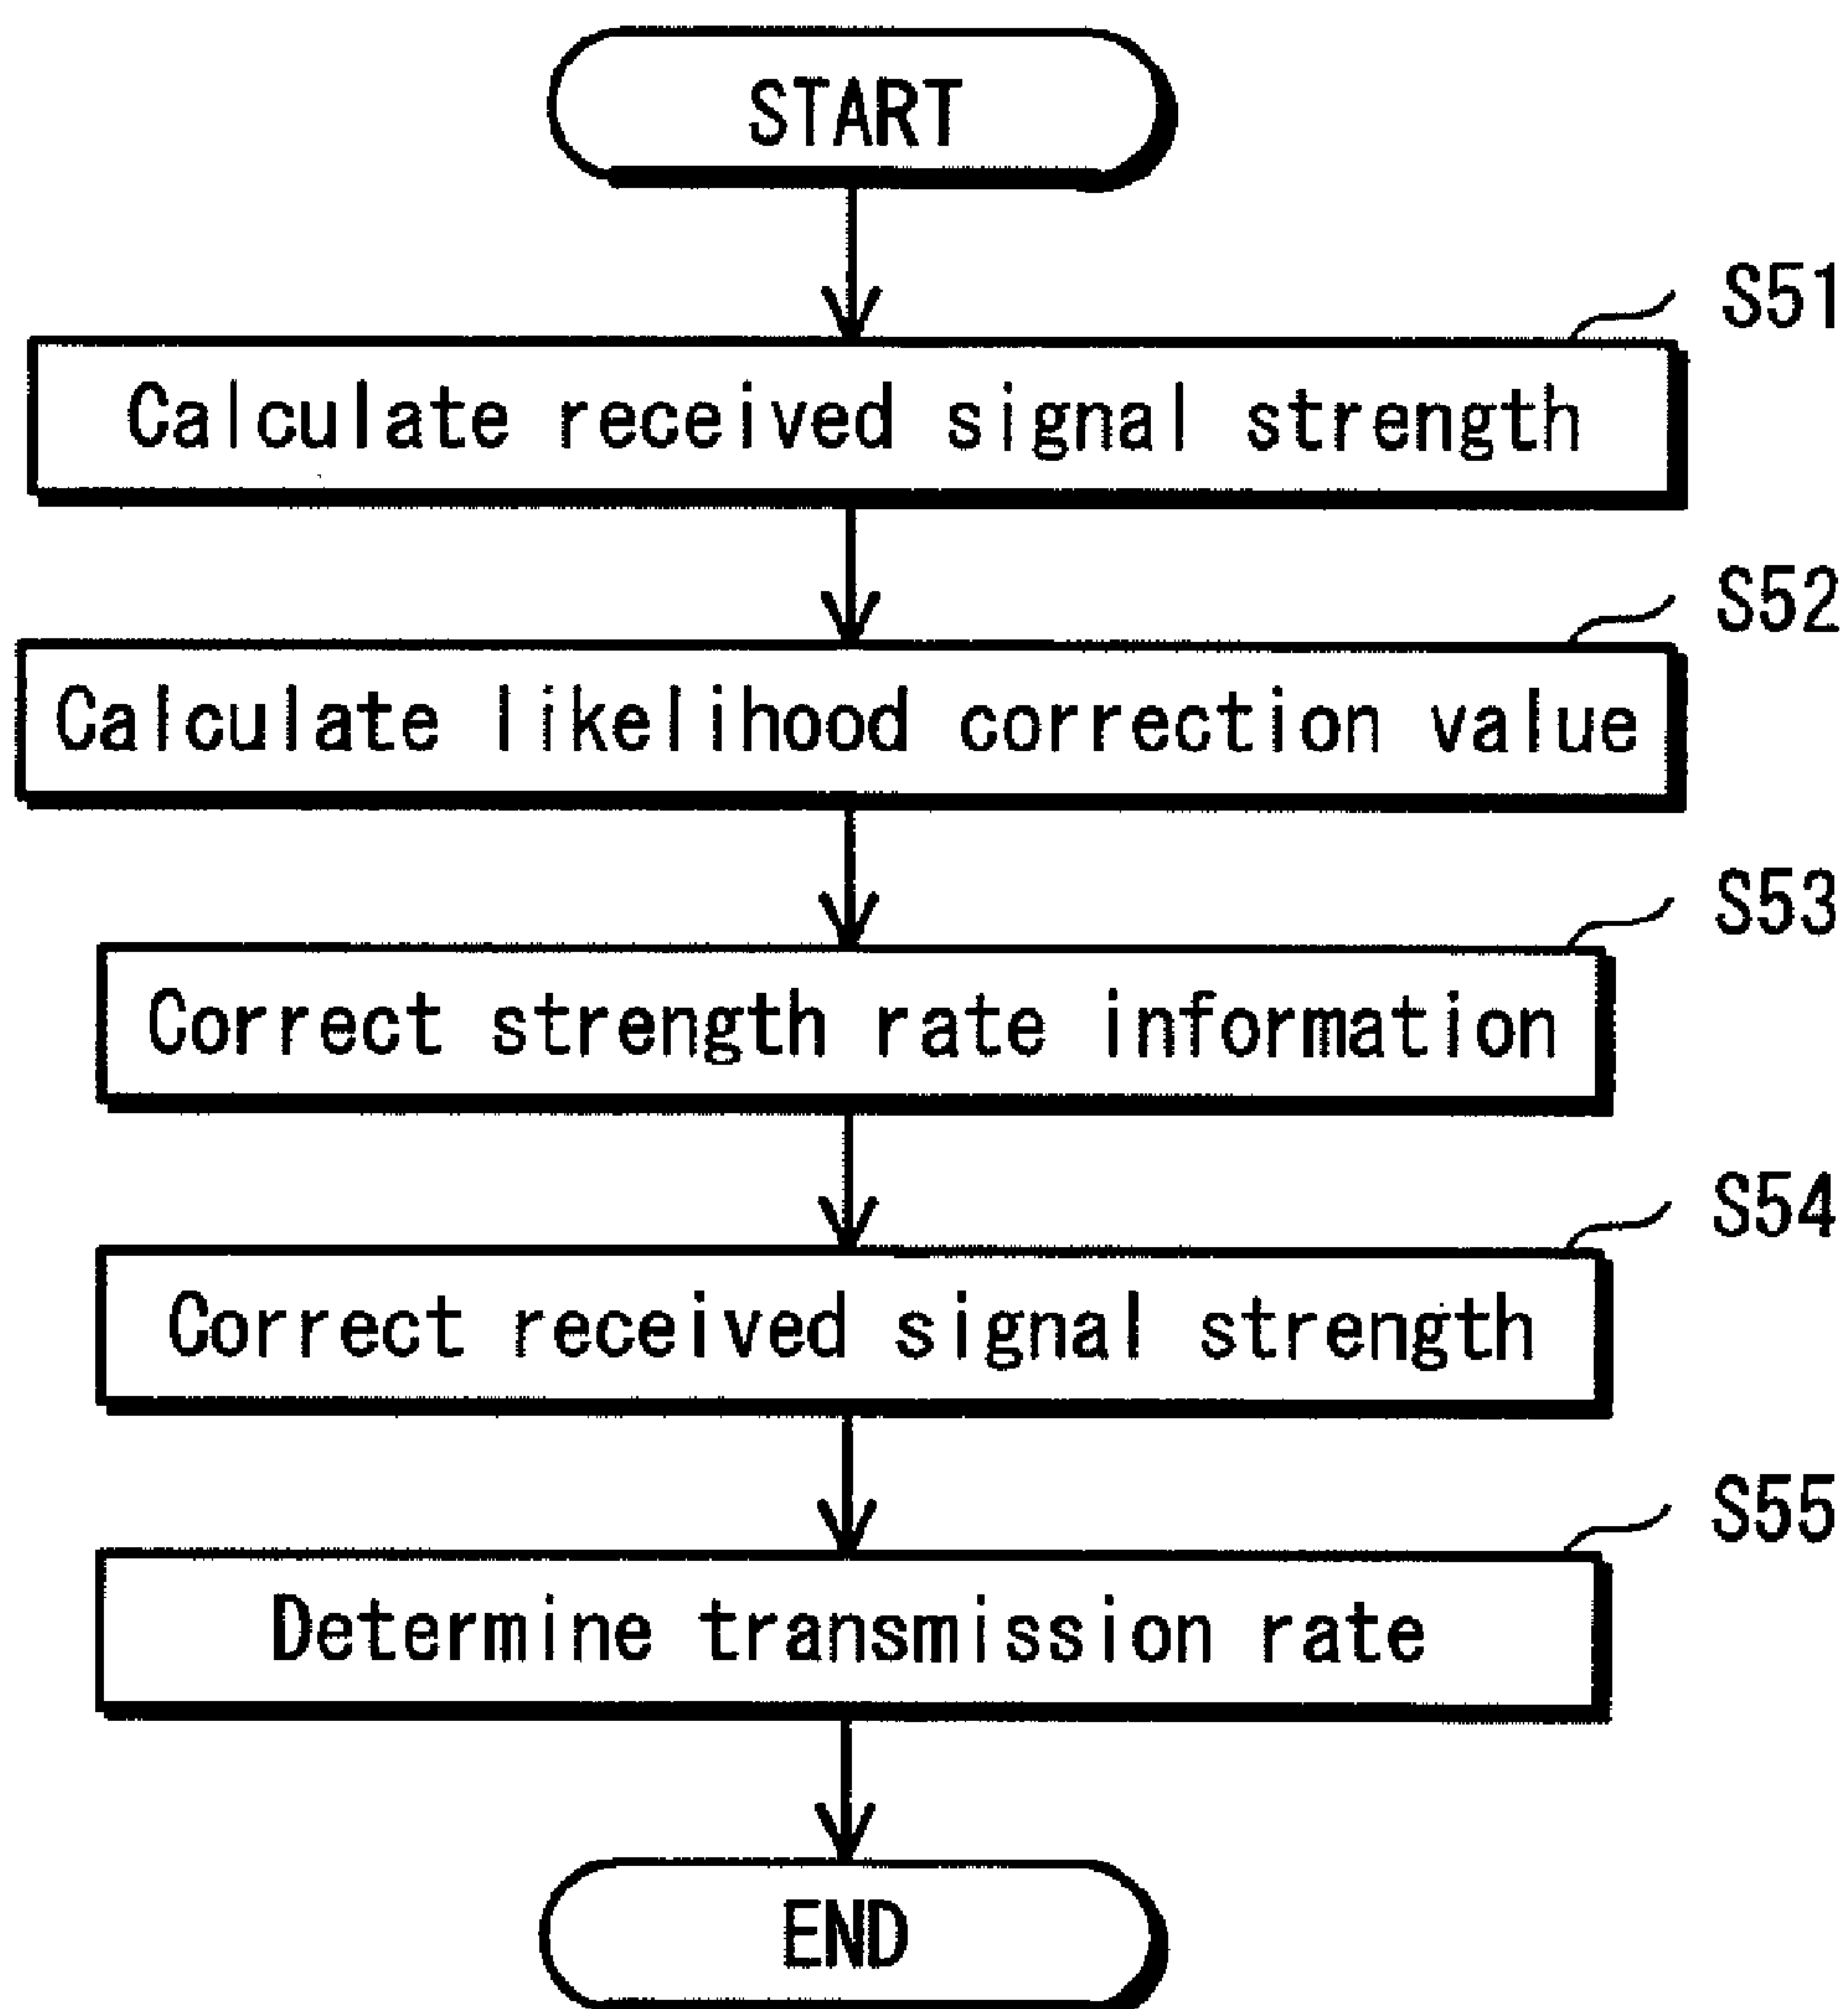 START
S51
Calculate received signal strength
S52
Calculate likelihood correction value
S53
Correct strength rate information
S54
Correct received signal strength
S55
Determine transmission rate
END